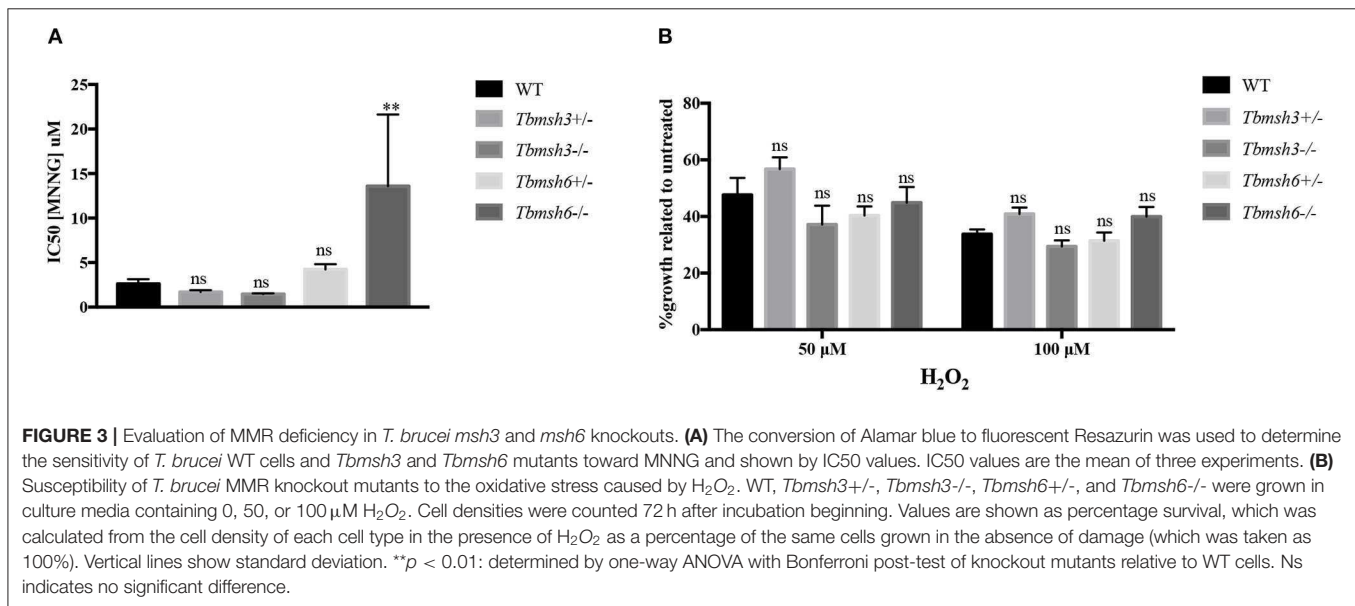 A
IC50 [MNNG] uM
25
20
15
10
5
0
ns
ns
ns
**
WT
Tbmsh3+/-
Tbmsh3-/-
Tbmsh6+/-
Tbmsh6-/-
B
%growth related to untreated
80
60
40
20
0
ns
ns
ns
ns
ns
ns
ns
ns
50 µM
100 µM
H₂O₂
WT
Tbmsh3+/-
Tbmsh3-/-
Tbmsh6+/-
Tbmsh6-/-
FIGURE 3 | Evaluation of MMR deficiency in T. brucei msh3 and msh6 knockouts. (A) The conversion of Alamar blue to fluorescent Resazurin was used to determine
the sensitivity of T. brucei WT cells and Tbmsh3 and Tbmsh6 mutants toward MNNG and shown by IC50 values. IC50 values are the mean of three experiments. (B)
Susceptibility of T. brucei MMR knockout mutants to the oxidative stress caused by H₂O₂. WT, Tbmsh3+/-, Tbmsh3-/-, Tbmsh6+/-, and Tbmsh6-/- were grown in
culture media containing 0, 50, or 100 µM H₂O₂. Cell densities were counted 72 h after incubation beginning. Values are shown as percentage survival, which was
calculated from the cell density of each cell type in the presence of H₂O₂ as a percentage of the same cells grown in the absence of damage (which was taken as
100%). Vertical lines show standard deviation. **p < 0.01: determined by one-way ANOVA with Bonferroni post-test of knockout mutants relative to WT cells. Ns
indicates no significant difference.